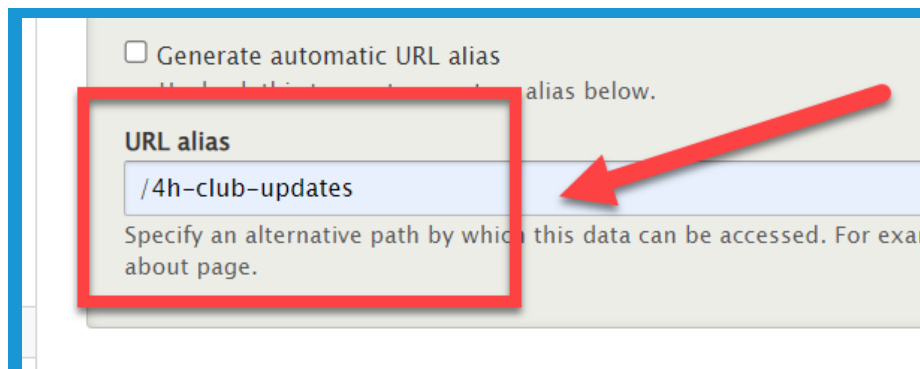 Generate automatic URL alias
alias below.
URL alias
/4h-club-updates
Specify an alternative path by which this data can be accessed. For
about page.